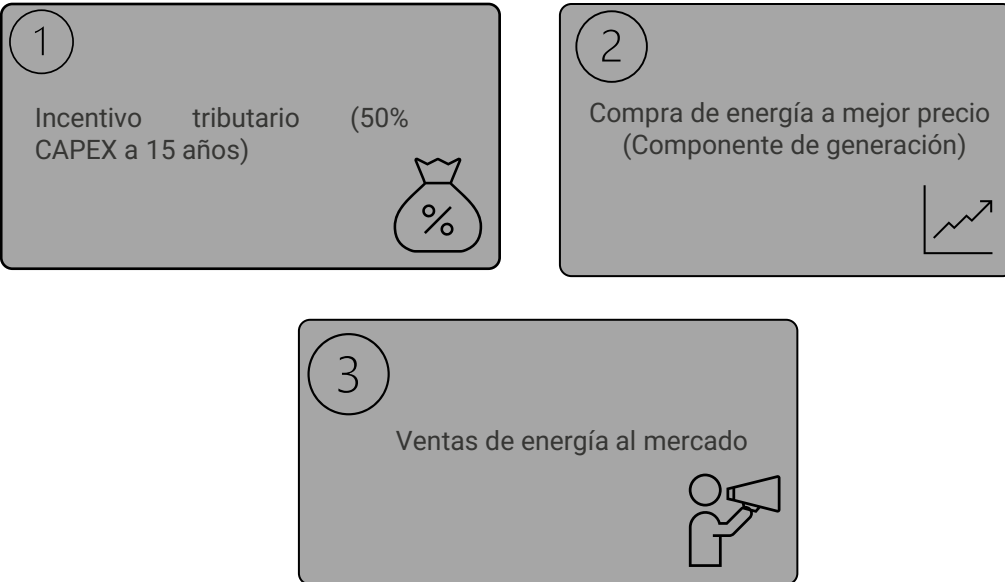 1
Incentivo tributario (50%
CAPEX a 15 años)
%
2
Compra de energía a mejor precio
(Componente de generación)
3
Ventas de energía al mercado